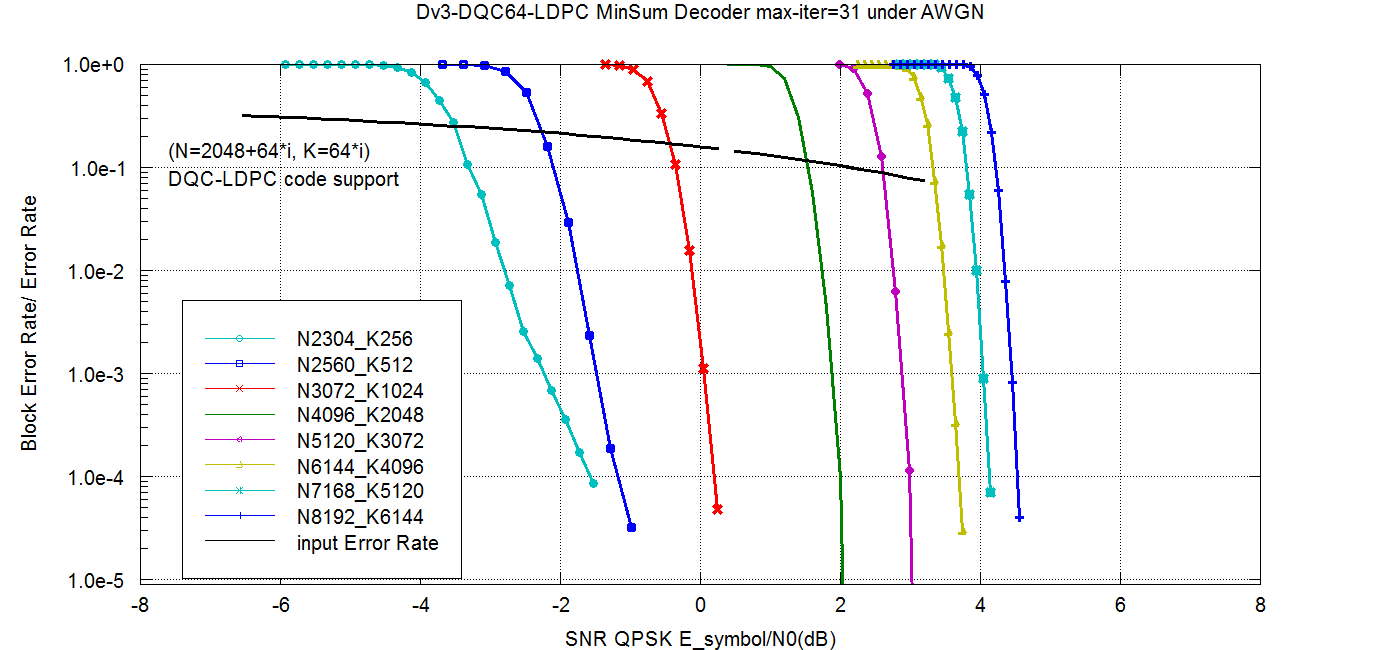 Dv3-DQC64-LDPC MinSum Decoder max-iter=31 under AWGN
1.0e+0
(N=2048+64*i, K=64*i)
1.0e-1
DQC-LDPC code support
Block Error Rate/ Error Rate
1.0e-2
N2304_K256
N2560_K512
1.0e-3
N3072_K1024
N4096_K2048
N5120_K3072
N6144_K4096
1.0e-4
N7168_K5120
N8192_K6144
input Error Rate
1.0e-5
-8 -6 -4 -2 0 2 4 6 8
SNR QPSK E_symbol/N0(dB)